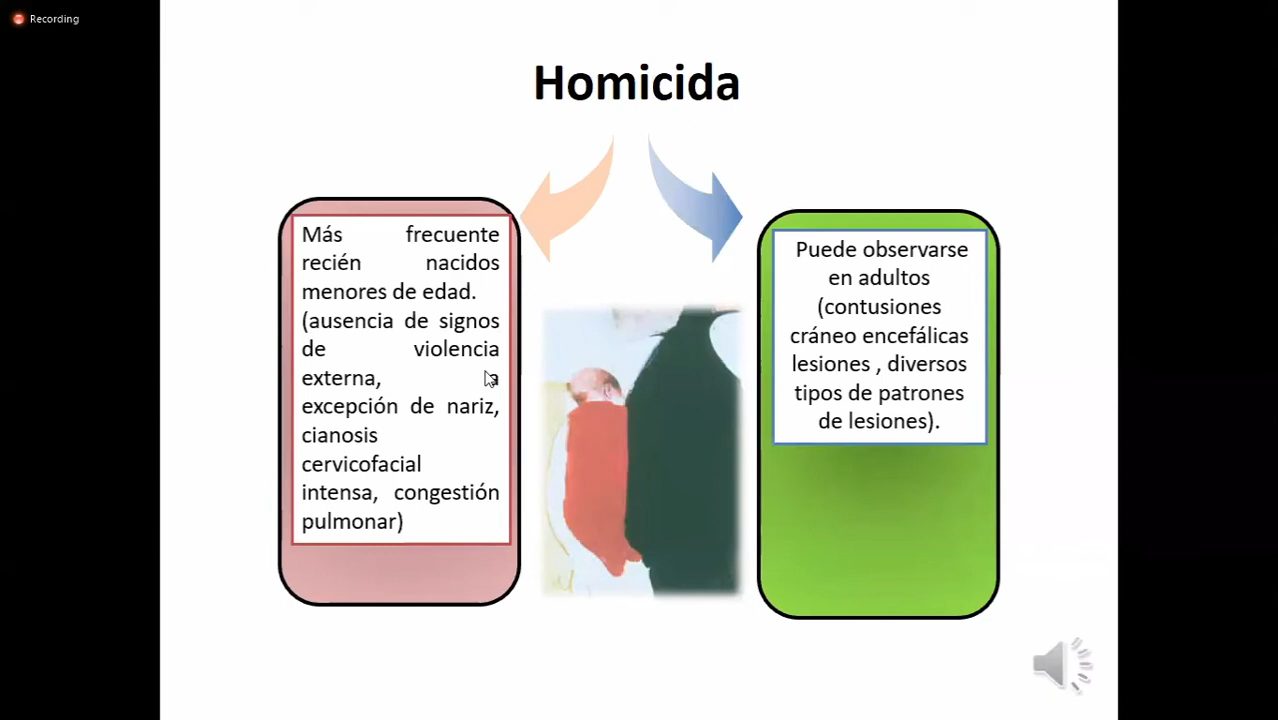 Recording
Homicida
Más frecuente
recién nacidos
menores de edad.
(ausencia de signos
de violencia
externa, a
excepción de nariz,
cianosis
cervicofacial
intensa, congestión
pulmonar)
Puede observarse
en adultos
(contusiones
cráneo encefálicas
lesiones , diversos
tipos de patrones
de lesiones).